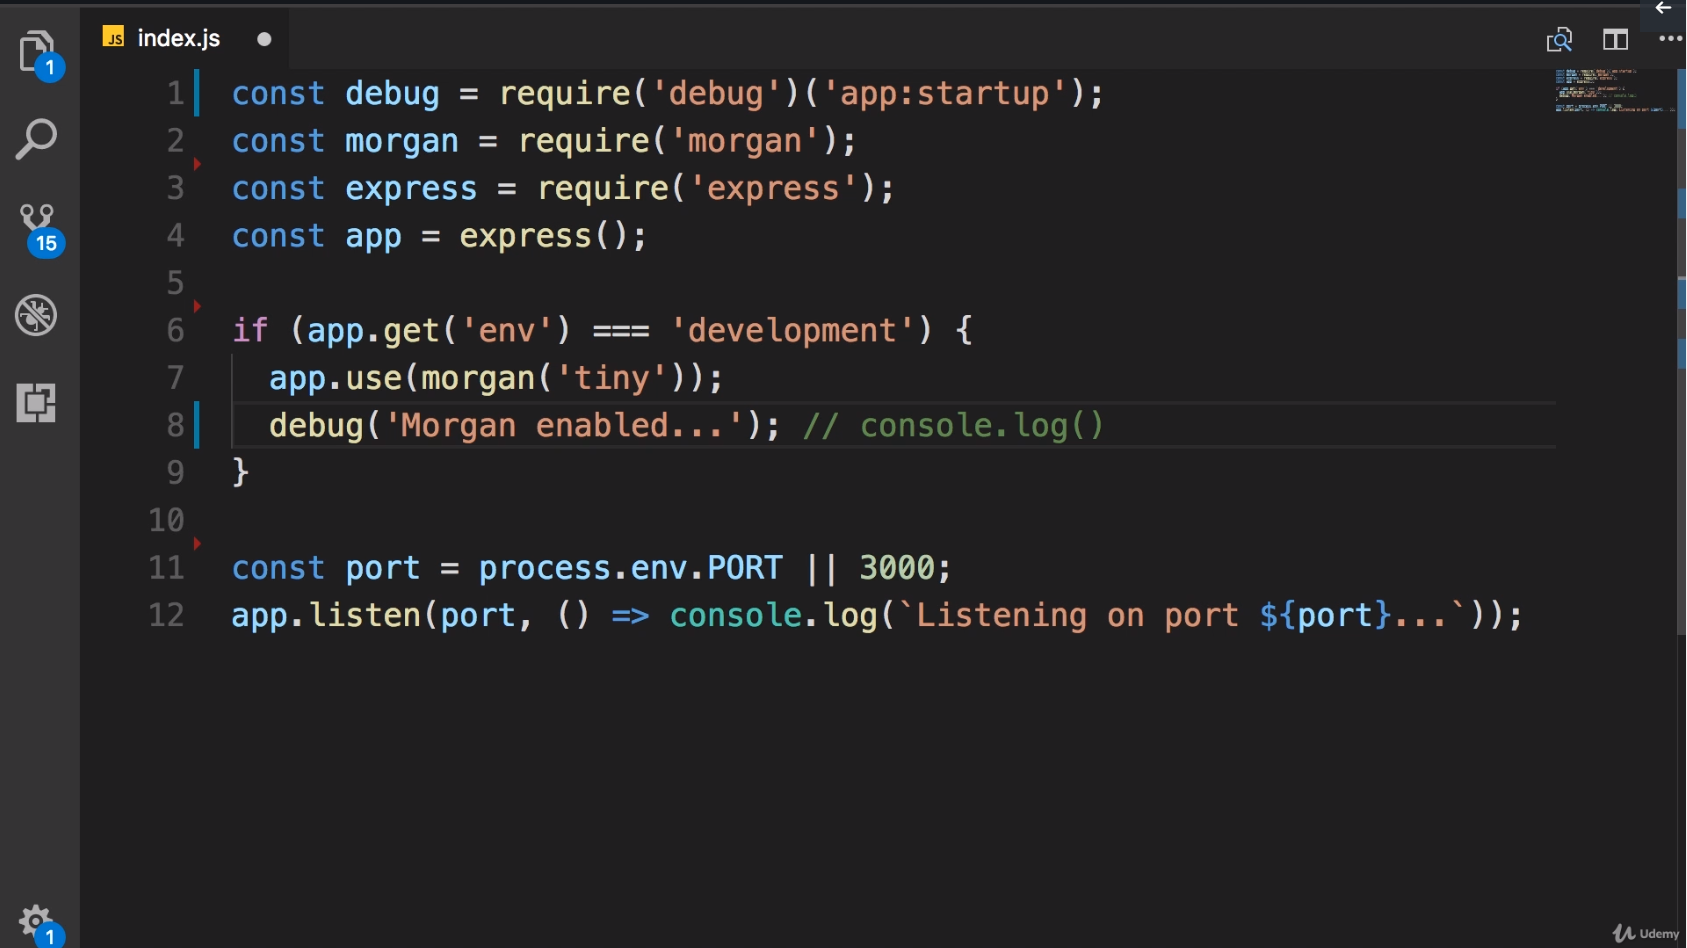 JS index.js
1
1 const debug = require('debug')('app:startup');
2 const morgan = require('morgan');
3 const express = require('express');
4 const app = express();
15
5
6 if (app.get('env') === 'development') {
7 app.use(morgan('tiny'));
8 debug('Morgan enabled...'); // console.log()
9 }
10
11 const port = process.env.PORT || 3000;
12 app.listen(port, () => console.log(`Listening on port ${port}...`));
1
Udemy